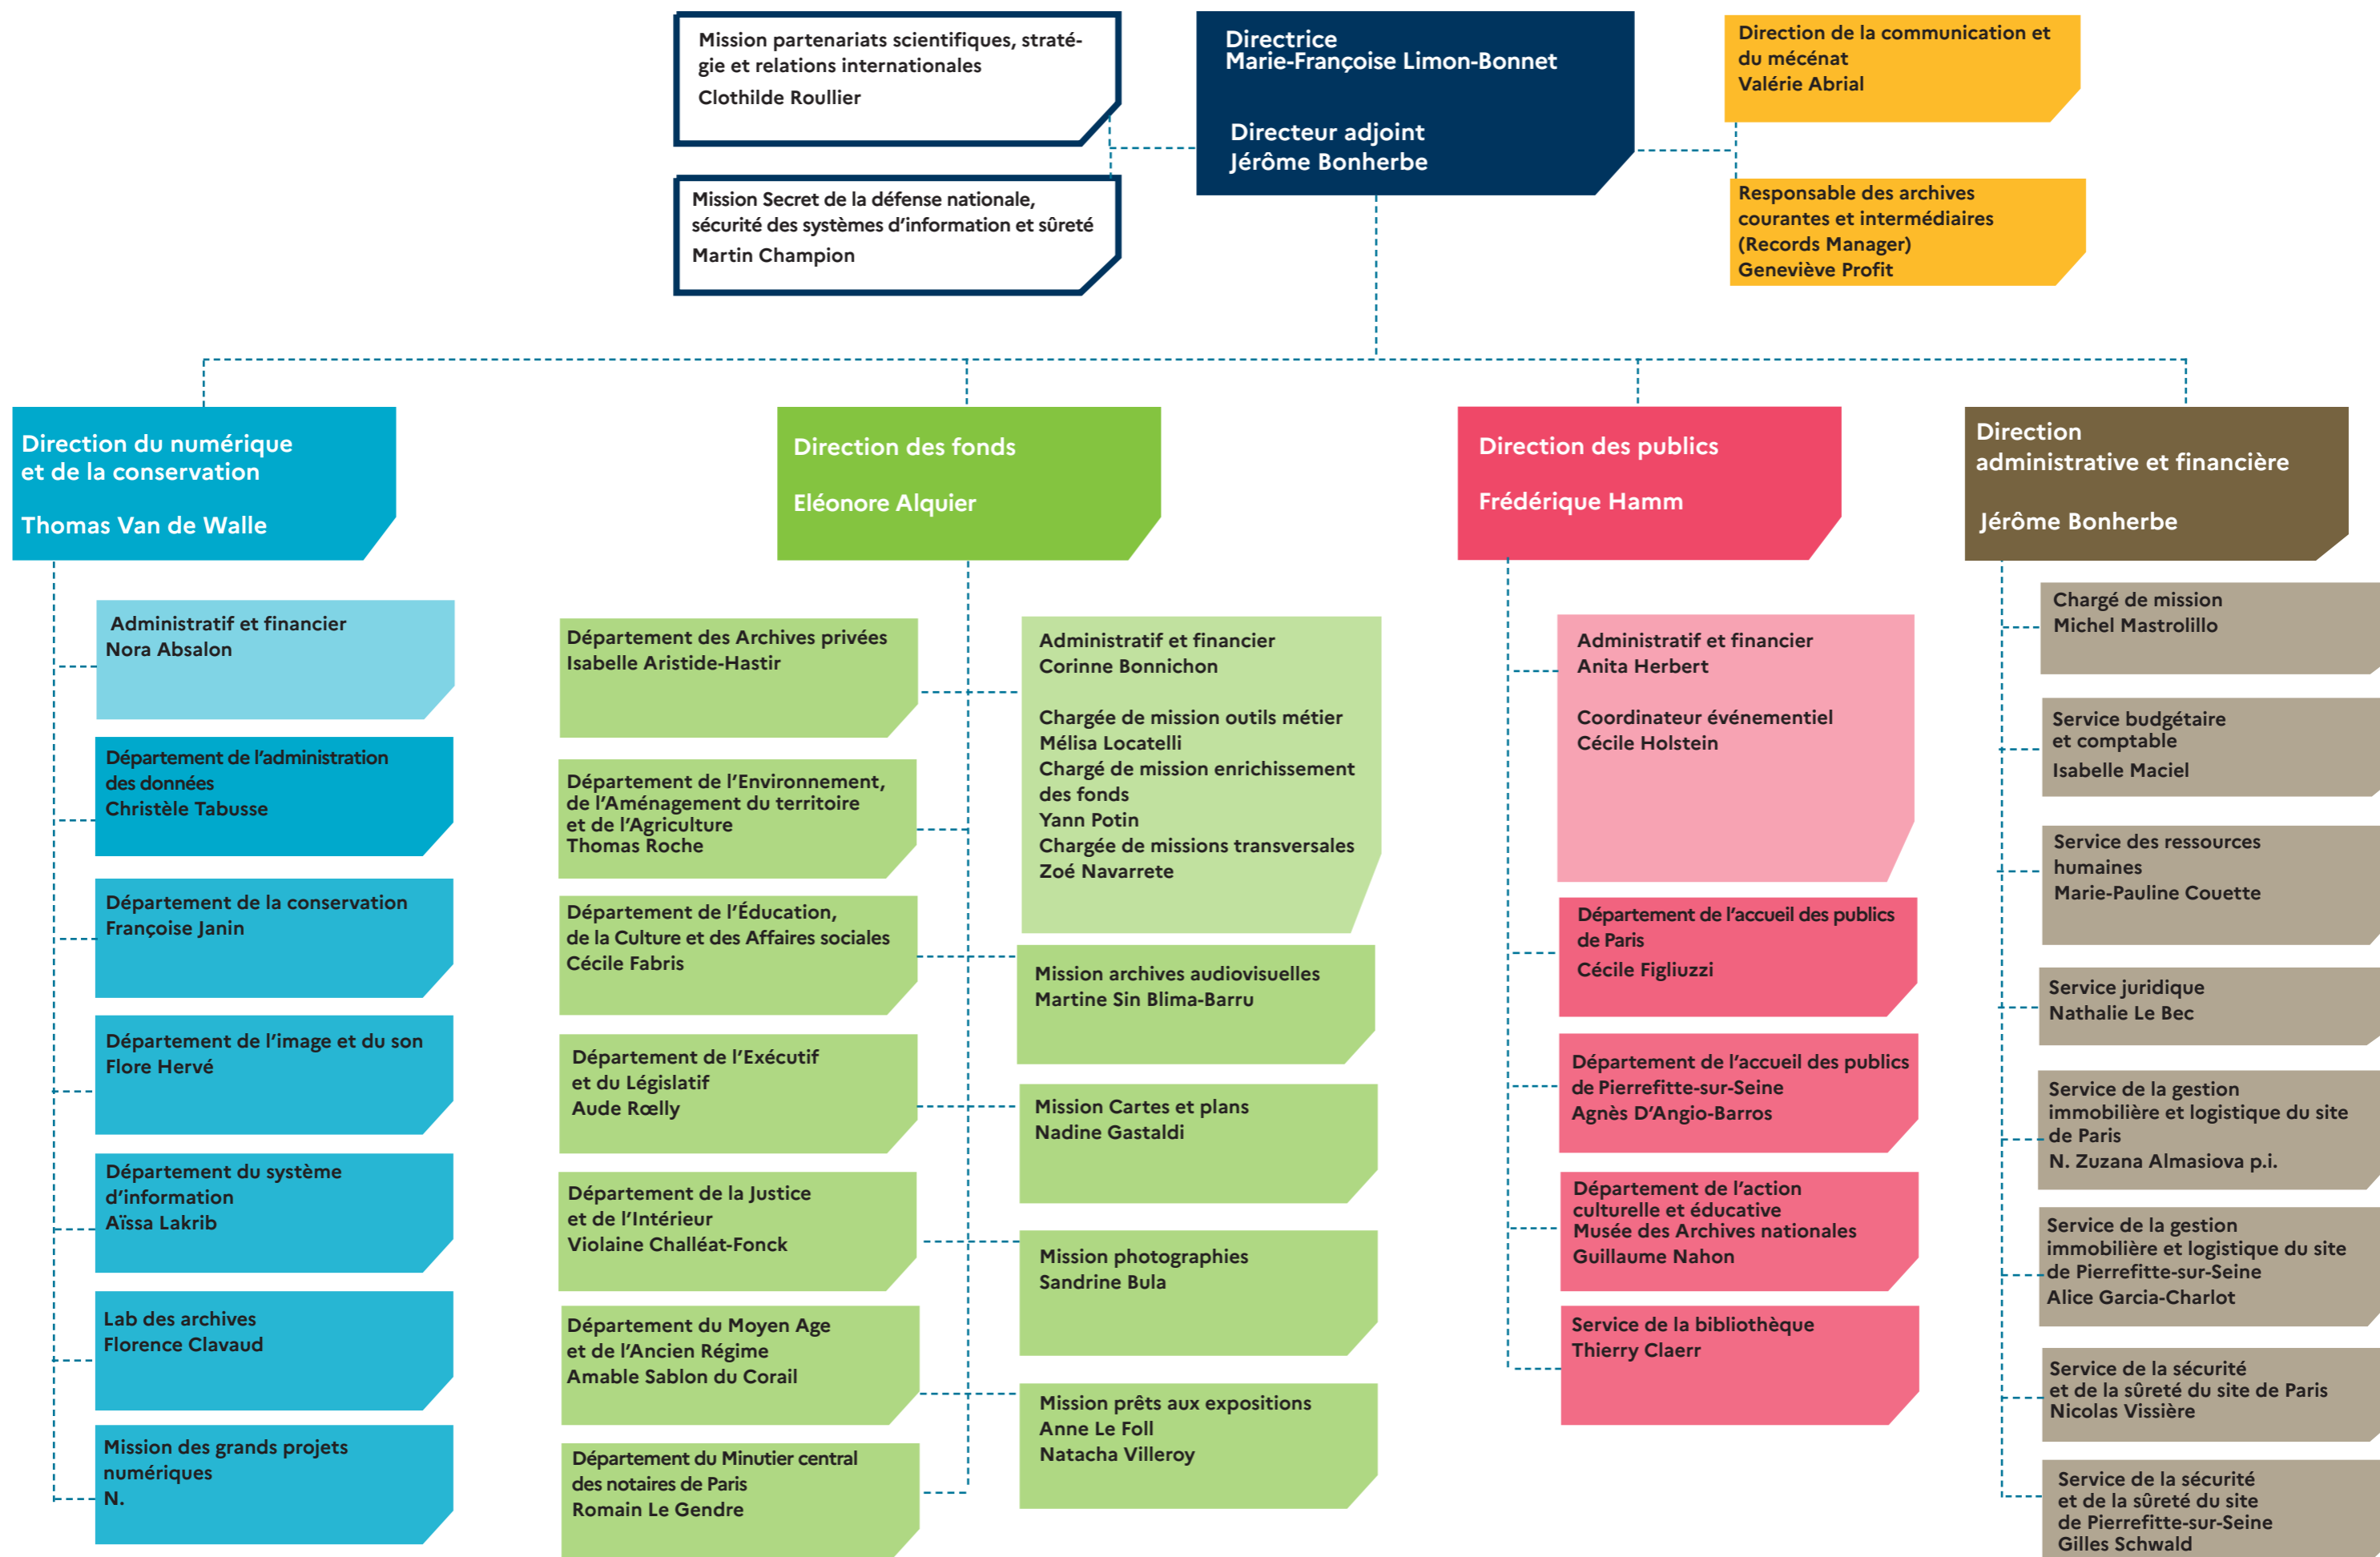 Mission partenariats scientifiques, straté-
gie et relations internationales
Clothilde Roullier
Mission Secret de la défense nationale,
sécurité des systèmes d'information et sûreté
Martin Champion
Directrice
Marie-Françoise Limon-Bonnet
Directeur adjoint
Jérôme Bonherbe
Direction de la communication et
du mécénat
Valérie Abrial
Responsable des archives
courantes et intermédiaires
(Records Manager)
Geneviève Profit
Direction du numérique
et de la conservation
Thomas Van de Walle
Administratif et financier
Nora Absalon
Département de l'administration
des données
Christèle Tabusse
Département de la conservation
Françoise Janin
Département de l'image et du son
Flore Hervé
Département du système
d'information
Aïssa Lakrib
Lab des archives
Florence Clavaud
Mission des grands projets
numériques
N.
Direction des fonds
Eléonore Alquier
Département des Archives privées
Isabelle Aristide-Hastir
Département de l'Environnement,
de l'Aménagement du territoire
et de l'Agriculture
Thomas Roche
Département de l'Éducation,
de la Culture et des Affaires sociales
Cécile Fabris
Département de l'Exécutif
et du Législatif
Aude Rœlly
Département de la Justice
et de l'Intérieur
Violaine Challéat-Fonck
Département du Moyen Age
et de l'Ancien Régime
Amable Sablon du Corail
Département du Minutier central
des notaires de Paris
Romain Le Gendre
Administratif et financier
Corinne Bonnichon
Chargée de mission outils métier
Mélisa Locatelli
Chargé de mission enrichissement
des fonds
Yann Potin
Chargée de missions transversales
Zoé Navarrete
Mission archives audiovisuelles
Martine Sin Blima-Barru
Mission Cartes et plans
Nadine Gastaldi
Mission photographies
Sandrine Bula
Mission prêts aux expositions
Anne Le Foll
Natacha Villeroy
Direction des publics
Frédérique Hamm
Administratif et financier
Anita Herbert
Coordinateur événementiel
Cécile Holstein
Département de l'accueil des publics
de Paris
Cécile Figliuzzi
Département de l'accueil des publics
de Pierrefitte-sur-Seine
Agnès D'Angio-Barros
Département de l'action
culturelle et éducative
Musée des Archives nationales
Guillaume Nahon
Service de la bibliothèque
Thierry Claerr
Direction
administrative et financière
Jérôme Bonherbe
Chargé de mission
Michel Mastrolillo
Service budgétaire
et comptable
Isabelle Maciel
Service des ressources
humaines
Marie-Pauline Couette
Service juridique
Nathalie Le Bec
Service de la gestion
immobilière et logistique du site
de Paris
N. Zuzana Almasiova p.i.
Service de la gestion
immobilière et logistique du site
de Pierrefitte-sur-Seine
Alice Garcia-Charlot
Service de la sécurité
et de la sûreté du site de Paris
Nicolas Vissière
Service de la sécurité
et de la sûreté du site
de Pierrefitte-sur-Seine
Gilles Schwald